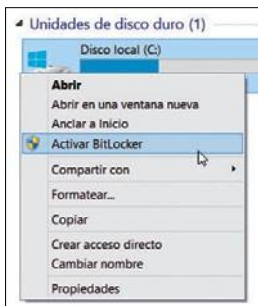 Unidades de disco duro (1)
Disco local (C:)
Abrir
Abrir en una ventana nueva
Anclar a Inicio
Activar BitLocker
Compartir con
Formatear...
Copiar
Crear acceso directo
Cambiar nombre
Propiedades